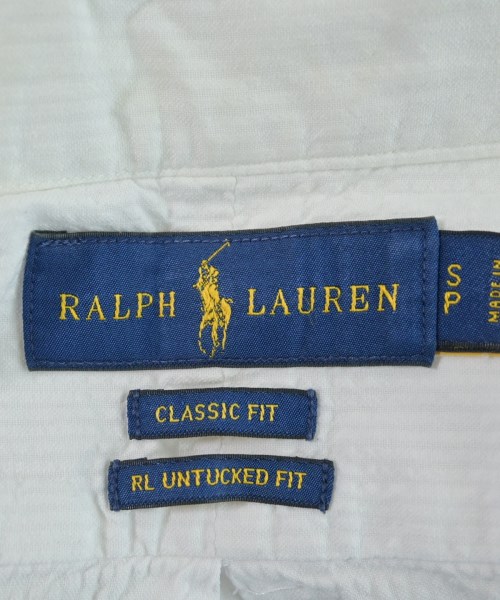 RALPH LAUREN
S
P
MADE IN
CLASSIC FIT
RL UNTUCKED FIT